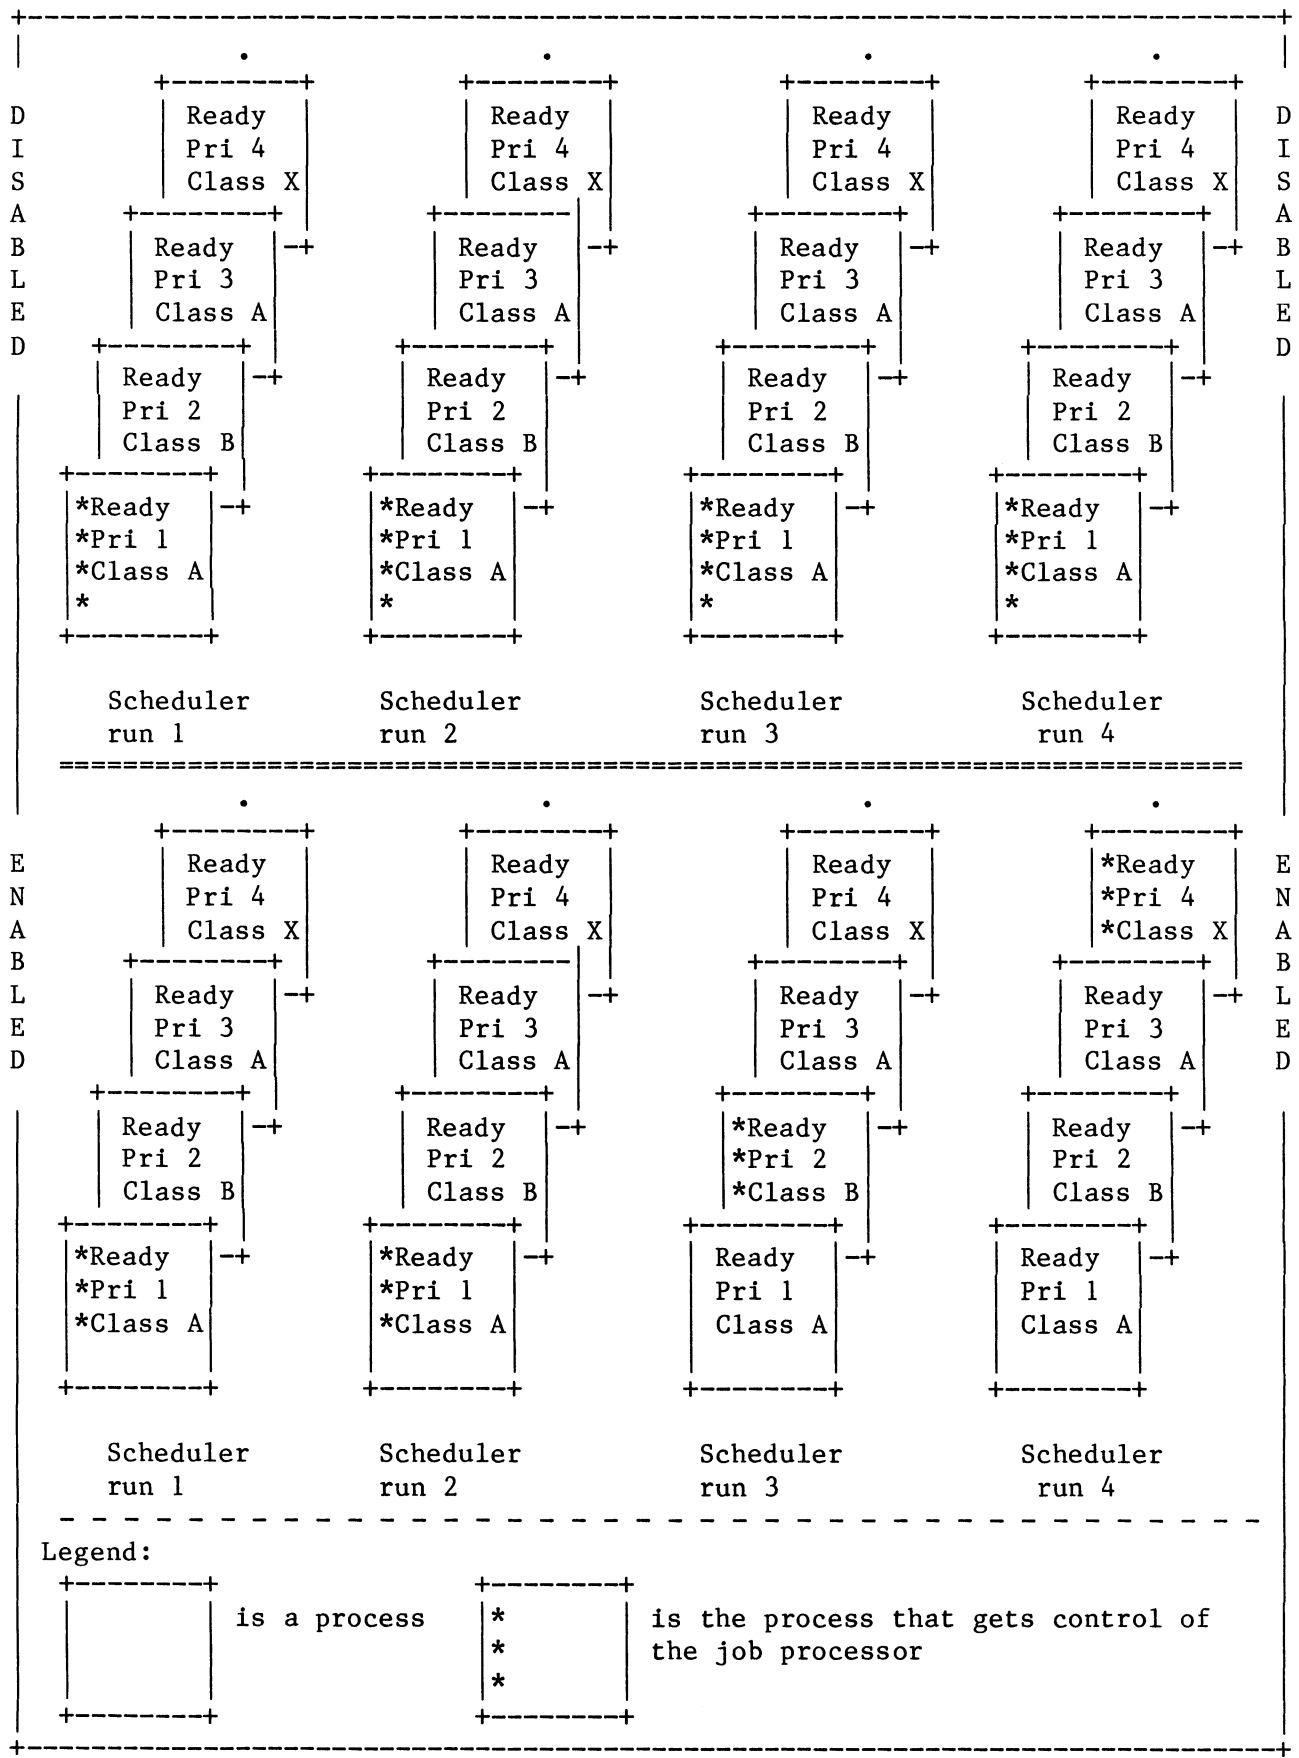 DISABLED
Ready
Pri 4
Class X
Ready
Pri 3
Class A
Ready
Pri 2
Class B
*Ready
*Pri 1
*Class A
*
Scheduler
run 1
Ready
Pri 4
Class X
Ready
Pri 3
Class A
Ready
Pri 2
Class B
*Ready
*Pri 1
*Class A
*
Scheduler
run 2
Ready
Pri 4
Class X
Ready
Pri 3
Class A
Ready
Pri 2
Class B
*Ready
*Pri 1
*Class A
*
Scheduler
run 3
Ready
Pri 4
Class X
Ready
Pri 3
Class A
Ready
Pri 2
Class B
*Ready
*Pri 1
*Class A
*
Scheduler
run 4
DISABLED
ENABLED
Ready
Pri 4
Class X
Ready
Pri 3
Class A
Ready
Pri 2
Class B
*Ready
*Pri 1
*Class A
Scheduler
run 1
Ready
Pri 4
Class X
Ready
Pri 3
Class A
Ready
Pri 2
Class B
*Ready
*Pri 1
*Class A
Scheduler
run 2
Ready
Pri 4
Class X
Ready
Pri 3
Class A
*Ready
*Pri 2
*Class B
Ready
Pri 1
Class A
Scheduler
run 3
*Ready
*Pri 4
*Class X
Ready
Pri 3
Class A
Ready
Pri 2
Class B
Ready
Pri 1
Class A
Scheduler
run 4
ENABLED
Legend:
is a process
*
*
*
is the process that gets control of
the job processor